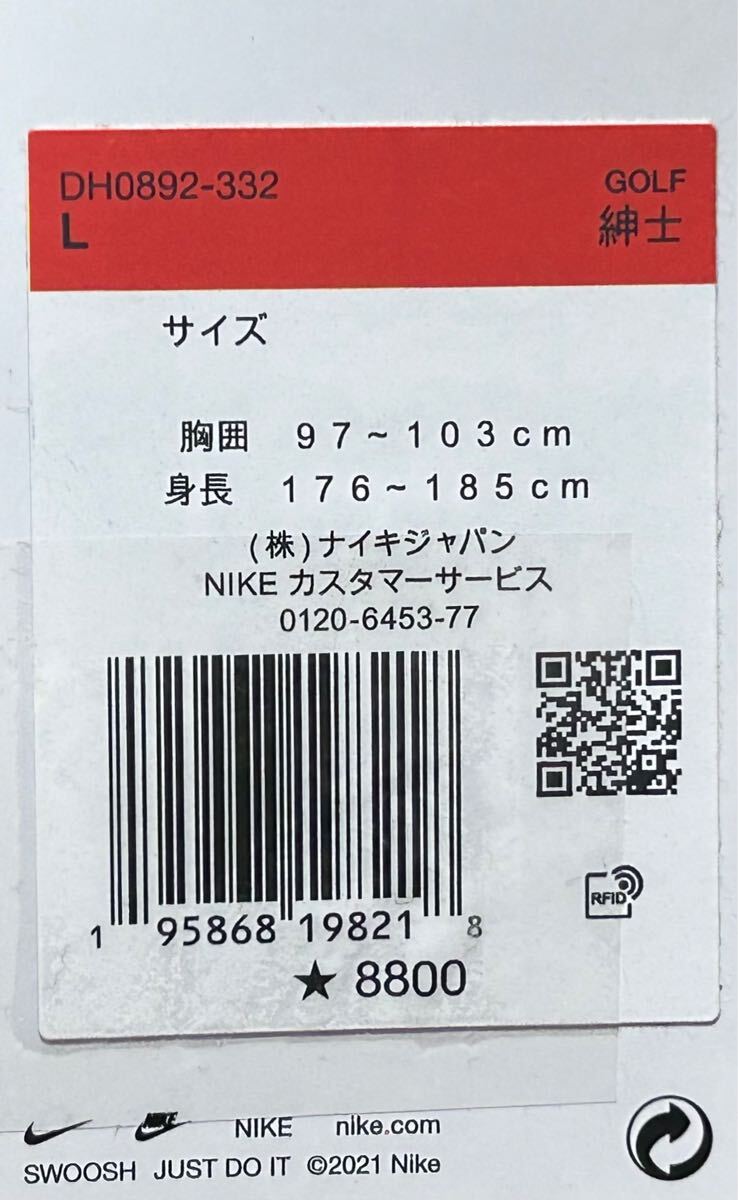 DH0892-332 GOLF
L 紳士
サイズ
胸囲 97~103cm
身長 176~185cm
(株)ナイキジャパン
NIKE カスタマーサービス
0120-6453-77
RFID
1 95868 19821 8
★ 8800
NIKE NIKE nike.com
SWOOSH JUST DO IT ©2021 Nike